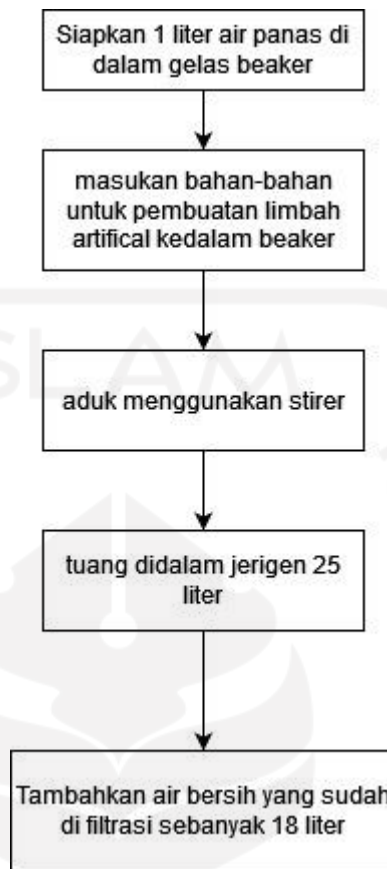 Siapkan 1 liter air panas di
dalam gelas beaker
masukan bahan-bahan
untuk pembuatan limbah
artifical kedalam beaker
SLAM
aduk menggunakan stirer
tuang didalam jerigen 25
liter
Tambahkan air bersih yang sudah
di filtrasi sebanyak 18 liter